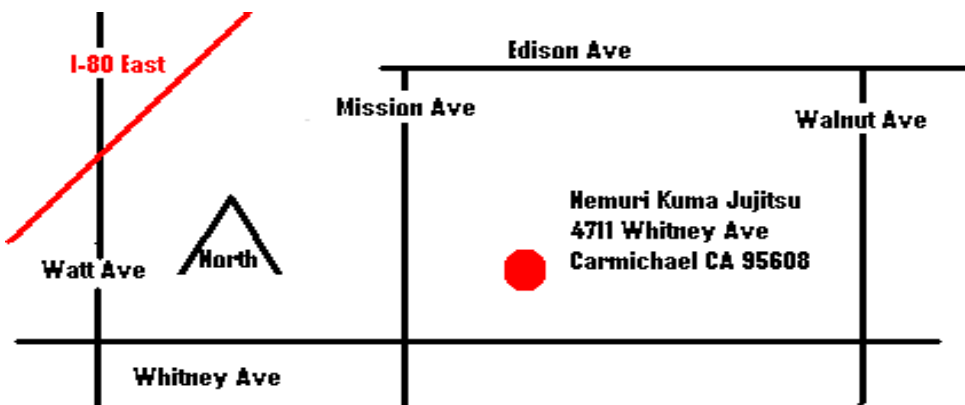 Edison Ave
I-80 East
Mission Ave
Walnut Ave
Nemuri Kuma Jujitsu
4711 Whitney Ave
Carmichael CA 95608
North
Watt Ave
Whitney Ave